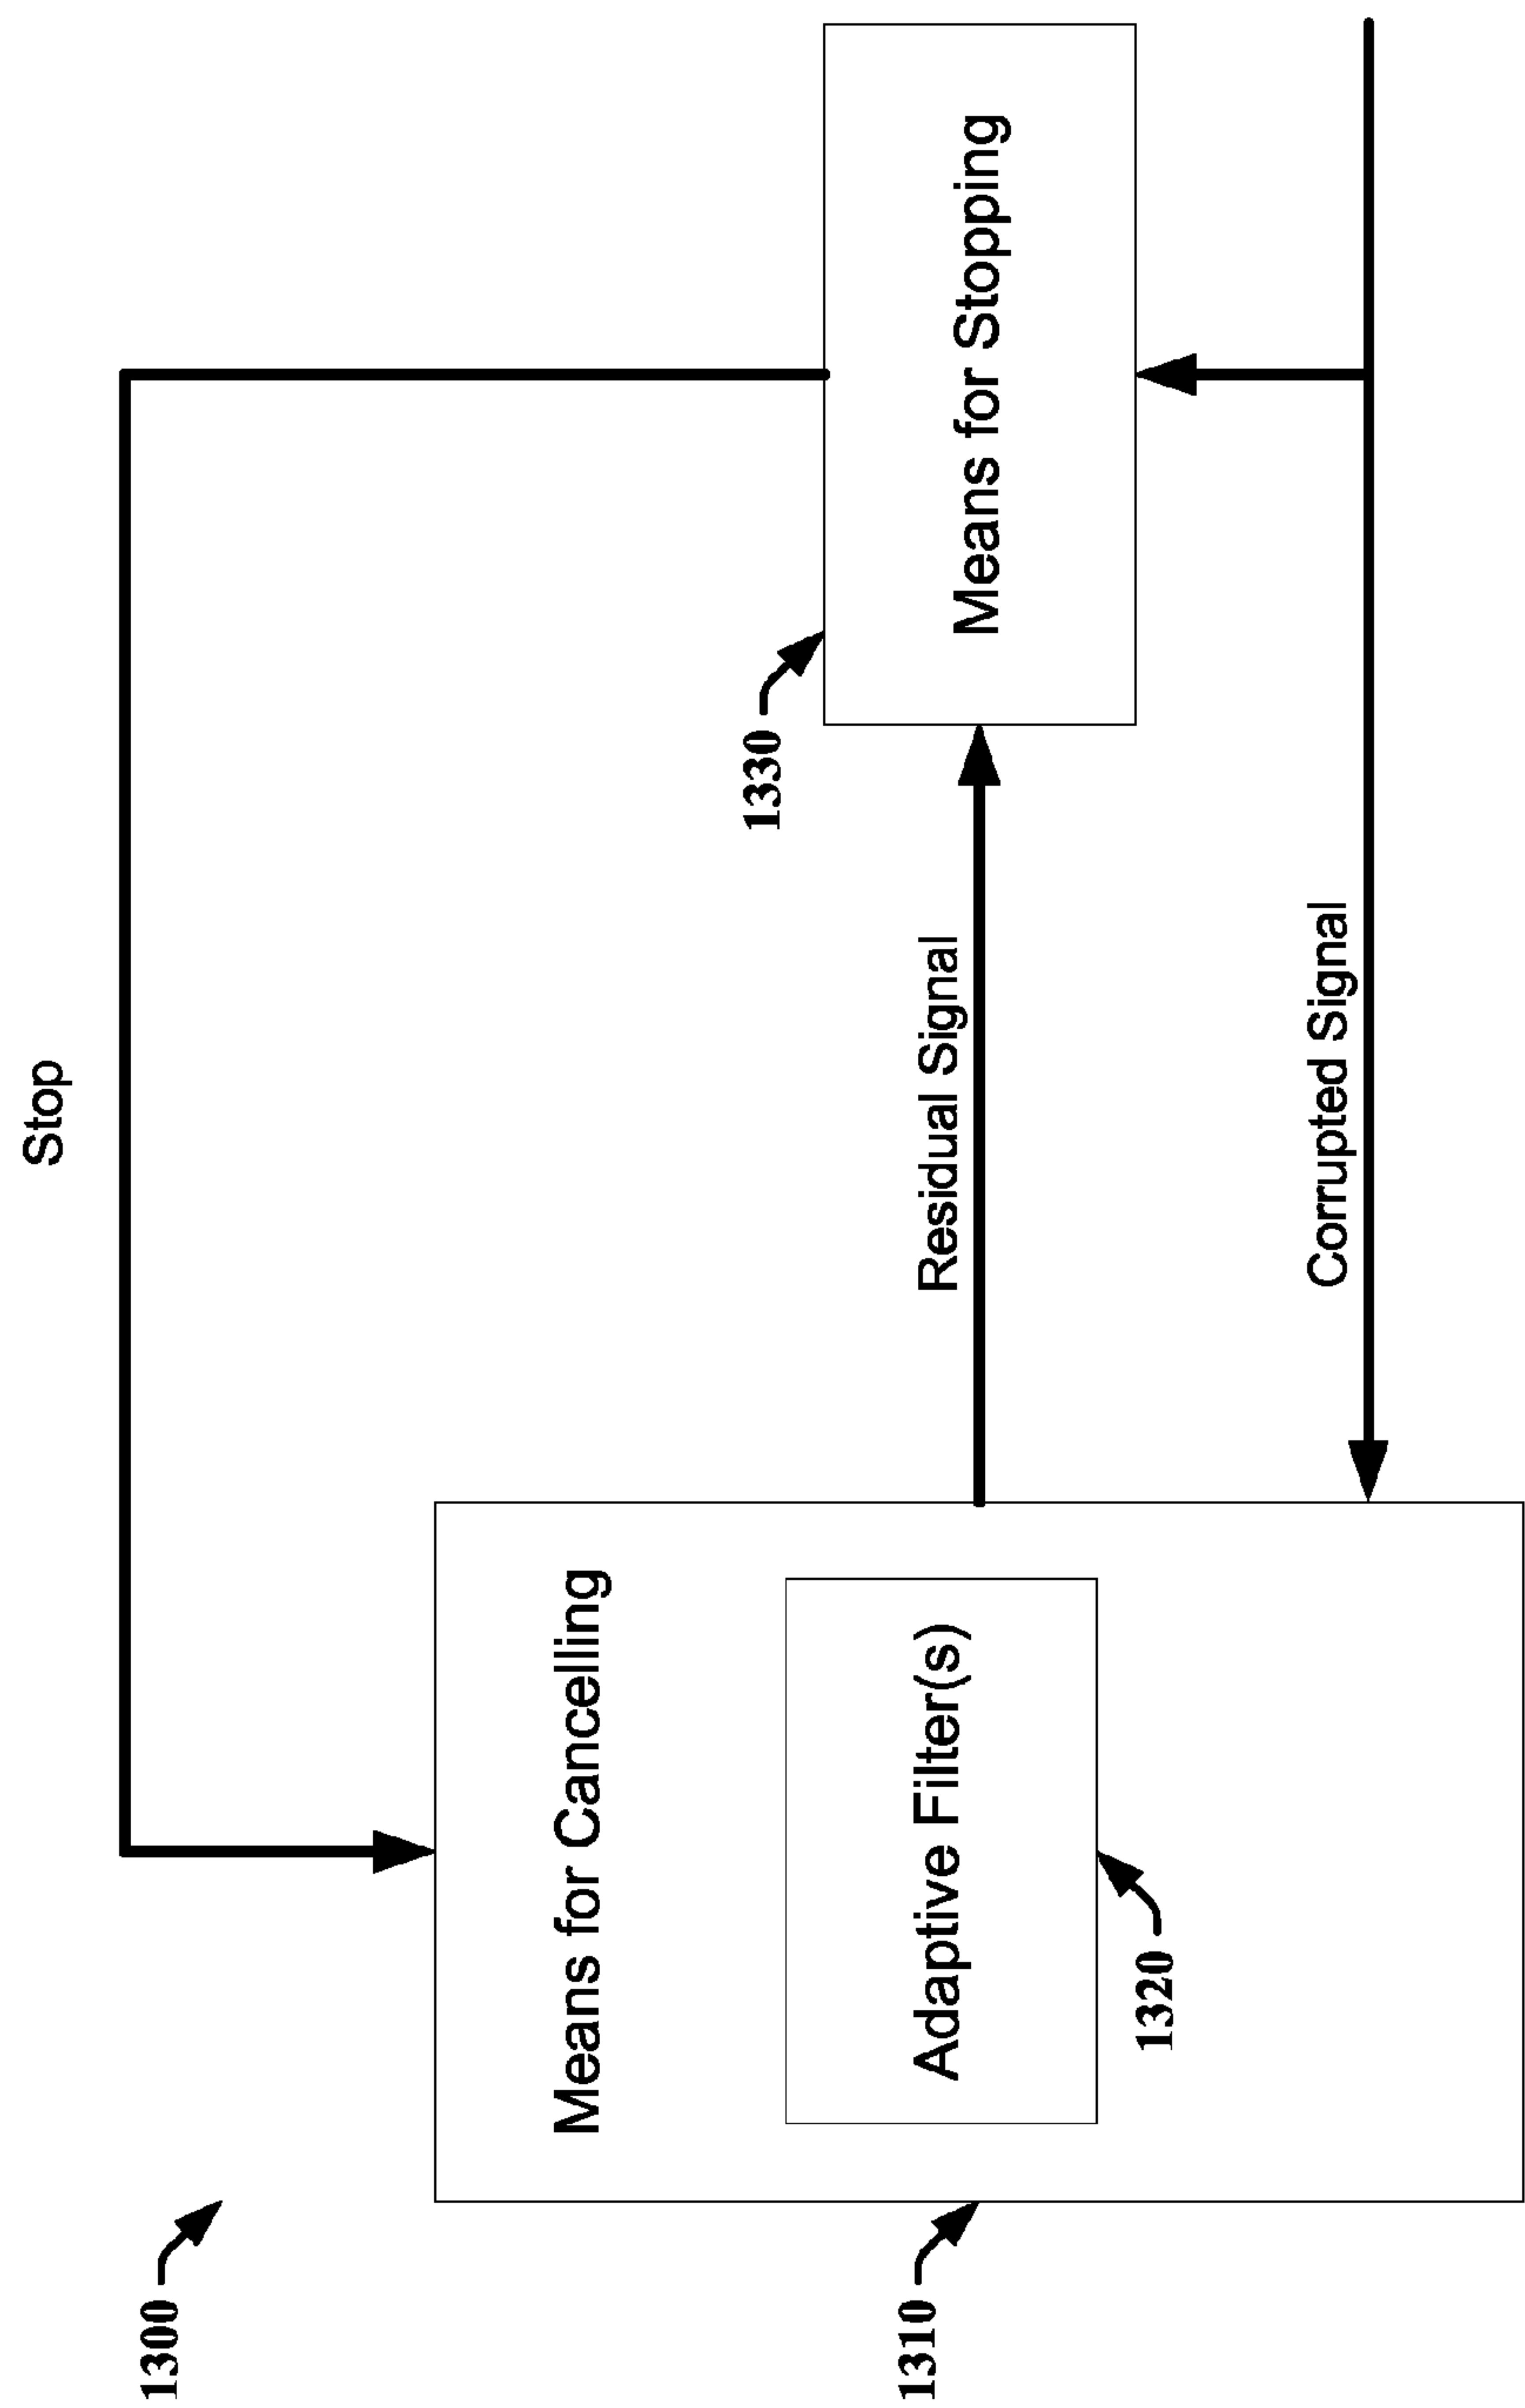 1300
Stop
Means for Cancelling
1330
1310
Adaptive Filter(s)
Residual Signal
Means for Stopping
1320
Corrupted Signal